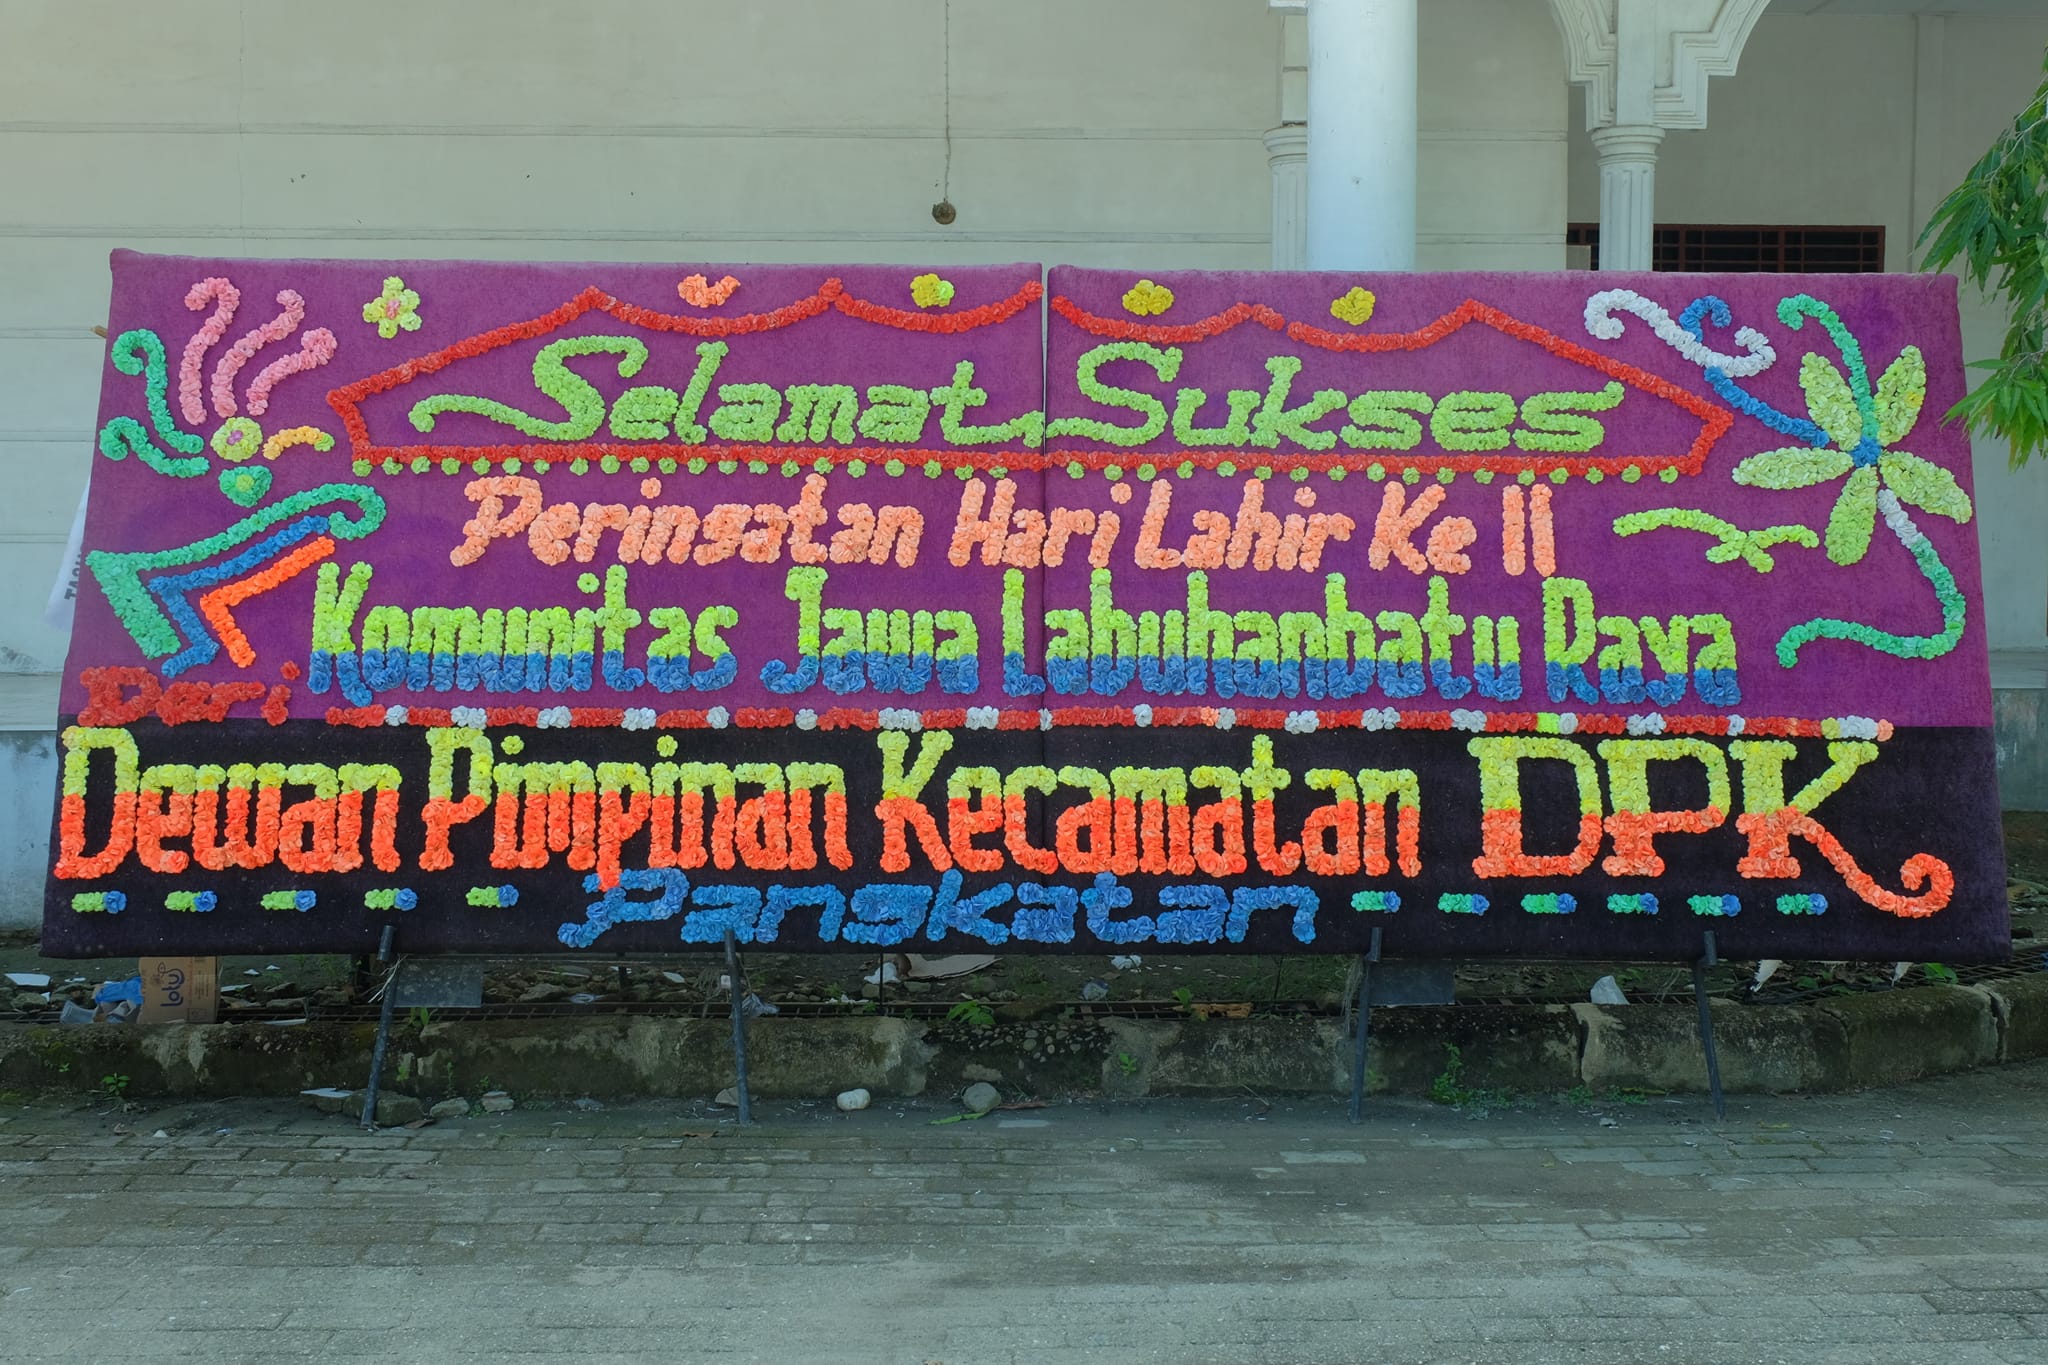 Selamat Sukses
Peringatan Hari Lahir Ke II
Komunitas Jawa Labuhanbatu Raya
Dari
Dewan Pimpinan Kecamatan DPK
Pangkatan